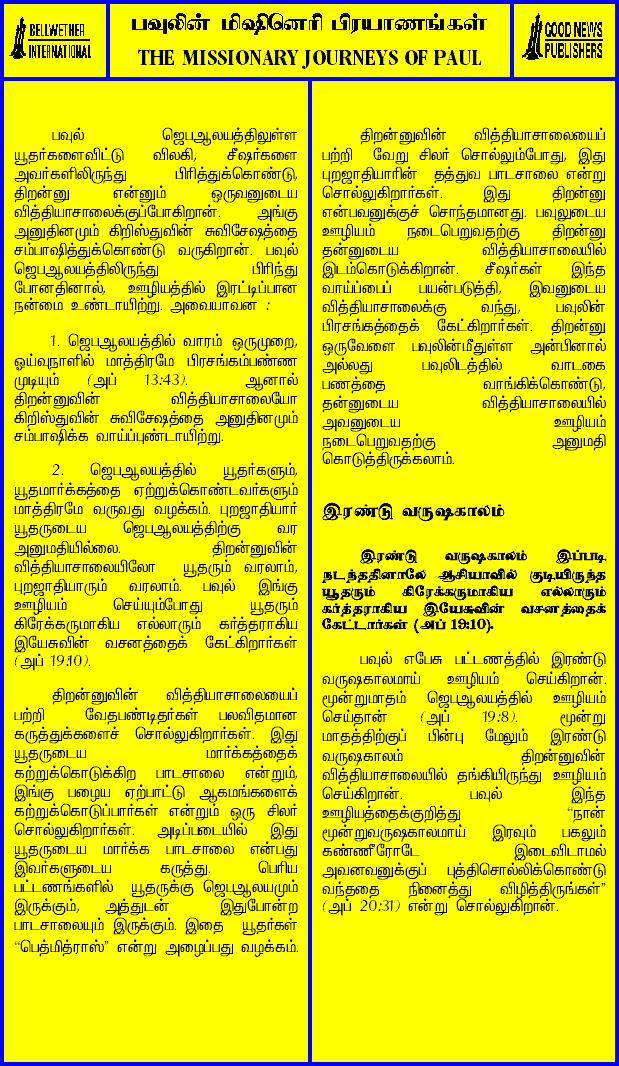 BELLWETHER
INTERNATIONAL
பவுலின் மிஷினெரி பிரயாணங்கள்
THE MISSIONARY JOURNEYS OF PAUL
GOOD NEWS
PUBLISHERS
பவுல் ஜெபஆலயத்திலுள்ள
யூதர்களைவிட்டு விலகி, சீஷர்களை
அவர்களிலிருந்து பிரித்துக்கொண்டு,
திறன்னு என்னும் ஒருவனுடைய
வித்தியாசாலைக்குப்போகிறான். அங்கு
அனுதினமும் கிறிஸ்துவின் சுவிசேஷத்தை
சம்பாஷித்துக்கொண்டு வருகிறான். பவுல்
ஜெபஆலயத்திலிருந்து பிரிந்து
போனதினால், ஊழியத்தில் இரட்டிப்பான
நன்மை உண்டாயிற்று. அவையாவன :
1. ஜெபஆலயத்தில் வாரம் ஒருமுறை,
ஓய்வுநாளில் மாத்திரமே பிரசங்கம்பண்ண
முடியும் (அப் 13:43). ஆனால்
திறன்னுவின் வித்தியாசாலையோ
கிறிஸ்துவின் சுவிசேஷத்தை அனுதினமும்
சம்பாஷிக்க வாய்ப்புண்டாயிற்று.
2. ஜெபஆலயத்தில் யூதர்களும்,
யூதமார்க்கத்தை ஏற்றுக்கொண்டவர்களும்
மாத்திரமே வருவது வழக்கம். புறஜாதியார்
யூதருடைய ஜெபஆலயத்திற்கு வர
அனுமதியில்லை. திறன்னுவின்
வித்தியாசாலையிலோ யூதரும் வரலாம்,
புறஜாதியாரும் வரலாம். பவுல் இங்கு
ஊழியம் செய்யும்போது யூதரும்
கிரேக்கருமாகிய எல்லாரும் கர்த்தராகிய
இயேசுவின் வசனத்தைக் கேட்கிறார்கள்
(அப் 19:10).
திறன்னுவின் வித்தியாசாலையைப்
பற்றி வேதபண்டிதர்கள் பலவிதமான
கருத்துக்களைச் சொல்லுகிறார்கள். இது
யூதருடைய மார்க்கத்தைக்
கற்றுக்கொடுக்கிற பாடசாலை என்றும்,
இங்கு பழைய ஏற்பாட்டு ஆகமங்களைக்
கற்றுக்கொடுப்பார்கள் என்றும் ஒரு சிலர்
சொல்லுகிறார்கள். அடிப்படையில் இது
யூதருடைய மார்க்க பாடசாலை என்பது
இவர்களுடைய கருத்து. பெரிய
பட்டணங்களில் யூதருக்கு ஜெபஆலயமும்
இருக்கும், அத்துடன் இதுபோன்ற
பாடசாலையும் இருக்கும். இதை யூதர்கள்
“பெத்மித்ராஸ்” என்று அழைப்பது வழக்கம்.
திறன்னுவின் வித்தியாசாலையைப்
பற்றி வேறு சிலர் சொல்லும்போது, இது
புறஜாதியாரின் தத்துவ பாடசாலை என்று
சொல்லுகிறார்கள். இது திறன்னு
என்பவனுக்குச் சொந்தமானது. பவுலுடைய
ஊழியம் நடைபெறுவதற்கு திறன்னு
தன்னுடைய வித்தியாசாலையில்
இடம்கொடுக்கிறான். சீஷர்கள் இந்த
வாய்ப்பைப் பயன்படுத்தி, இவனுடைய
வித்தியாசாலைக்கு வந்து, பவுலின்
பிரசங்கத்தைக் கேட்கிறார்கள். திறன்னு
ஒருவேளை பவுலின்மீதுள்ள அன்பினால்
அல்லது பவுலிடத்தில் வாடகை
பணத்தை வாங்கிக்கொண்டு,
தன்னுடைய வித்தியாசாலையில்
அவனுடைய ஊழியம்
நடைபெறுவதற்கு அனுமதி
கொடுத்திருக்கலாம்.
இரண்டு வருஷகாலம்
இரண்டு வருஷகாலம் இப்படி
நடந்ததினாலே ஆசியாவில் குடியிருந்த
யூதரும் கிரேக்கருமாகிய எல்லாரும்
கர்த்தராகிய இயேசுவின் வசனத்தைக்
கேட்டார்கள் (அப் 19:10).
பவுல் எபேசு பட்டணத்தில் இரண்டு
வருஷகாலமாய் ஊழியம் செய்கிறான்.
மூன்றுமாதம் ஜெபஆலயத்தில் ஊழியம்
செய்தான் (அப் 19:8). மூன்று
மாதத்திற்குப் பின்பு மேலும் இரண்டு
வருஷகாலம் திறன்னுவின்
வித்தியாசாலையில் தங்கியிருந்து ஊழியம்
செய்கிறான். பவுல் இந்த
ஊழியத்தைக்குறித்து “நான்
மூன்றுவருஷகாலமாய் இரவும் பகலும்
கண்ணீரோடே இடைவிடாமல்
அவனவனுக்குப் புத்திசொல்லிக்கொண்டு
வந்ததை நினைத்து விழித்திருங்கள்”
(அப் 20:31) என்று சொல்லுகிறான்.